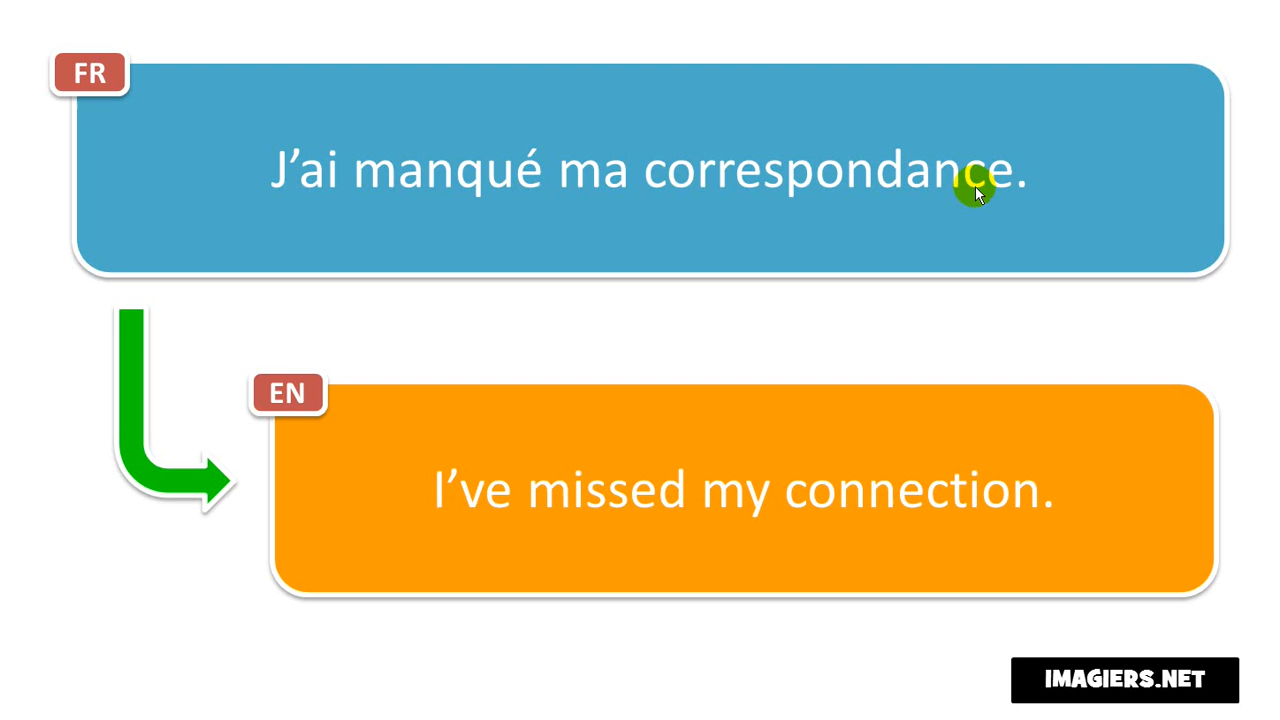 FR
J’ai manqué ma correspondance.
EN
I’ve missed my connection.
IMAGIERS.NET